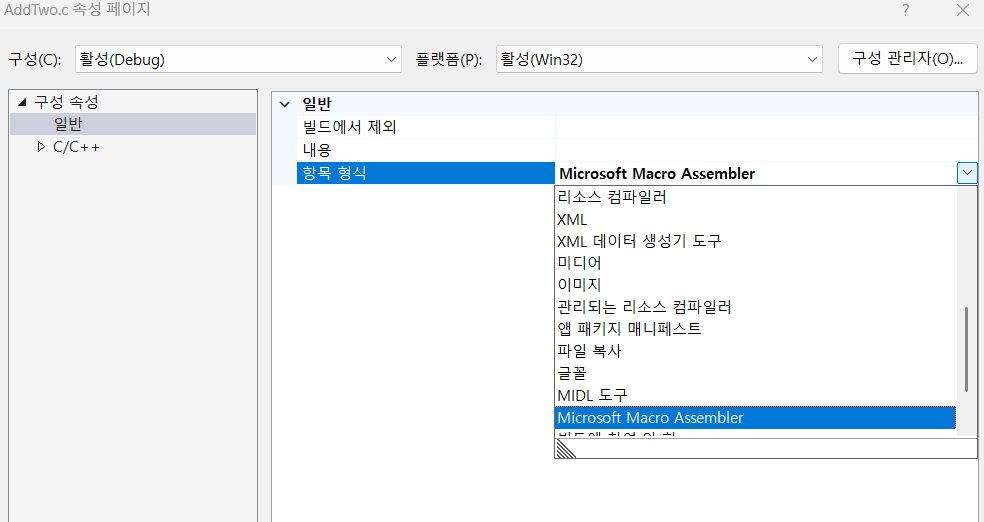 AddTwo.c 속성 페이지
구성(C): 활성(Debug) 플랫폼(P): 활성(Win32) 구성 관리자(O)...
구성 속성
일반
C/C++
일반
빌드에서 제외
내용
항목 형식 Microsoft Macro Assembler
리소스 컴파일러
XML
XML 데이터 생성기 도구
미디어
이미지
관리되는 리소스 컴파일러
앱 패키지 매니페스트
파일 복사
글꼴
MIDL 도구
Microsoft Macro Assembler